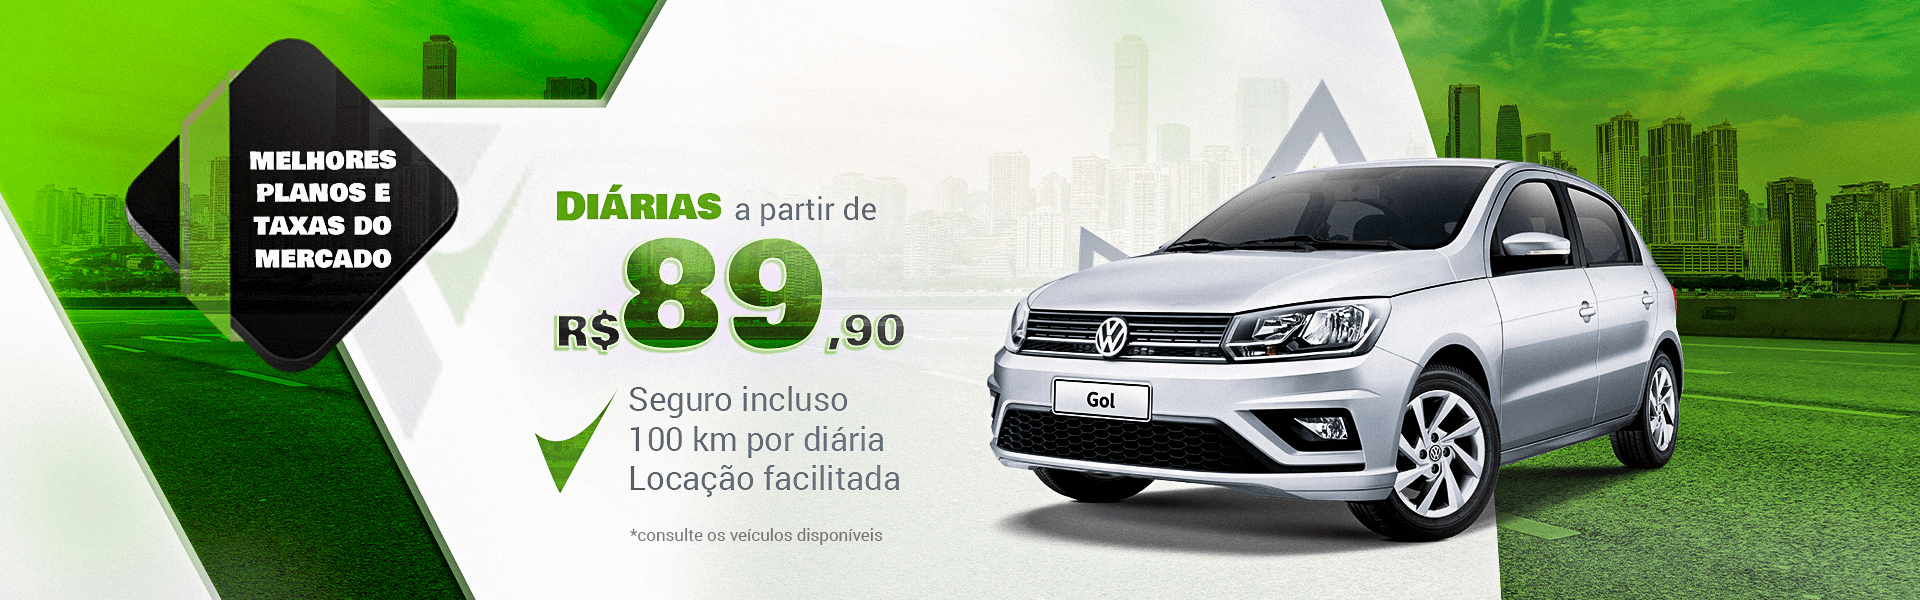 MELHORES
PLANOS E
TAXAS DO
MERCADO
DIÁRIAS a partir de
R$89,90
Seguro incluso
100 km por diária
Locação facilitada
*consulte os veículos disponíveis
Gol